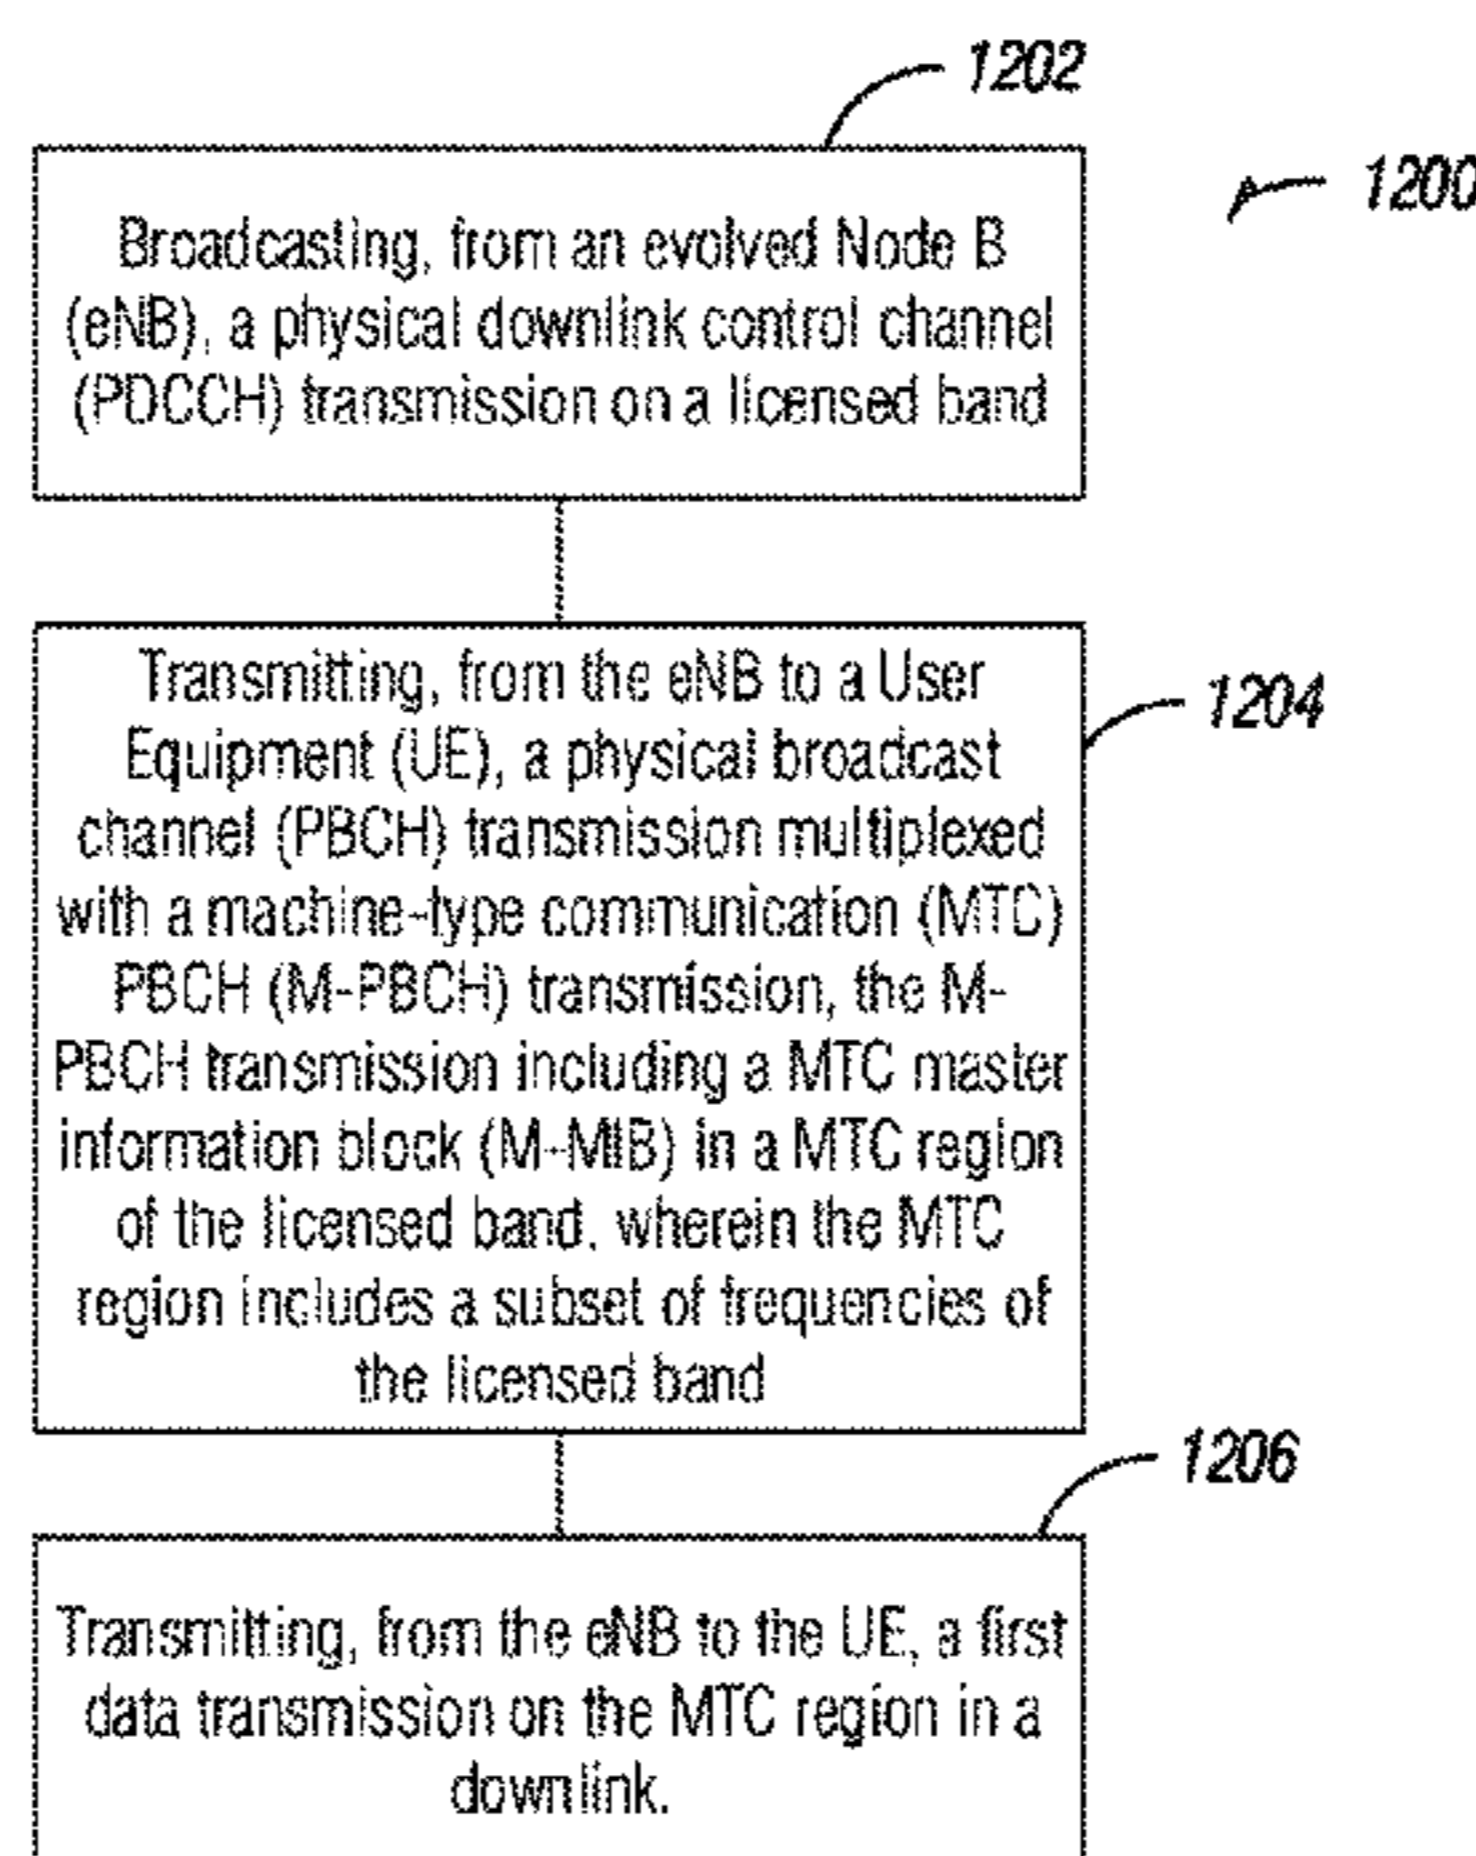 1202
1200
Broadcasting, from an evolved Node B
(eNB), a physical downlink control channel
(PDCCH) transmission on a licensed band
1204
Transmitting, from the eNB to a User
Equipment (UE), a physical broadcast
channel (PBCH) transmission multiplexed
with a machine-type communication (MTC)
PBCH (M-PBCH) transmission, the M-
PBCH transmission including a MTC master
information block (M-MIB) in a MTC region
of the licensed band, wherein the MTC
region includes a subset of frequencies of
the licensed band
1206
Transmitting, from the eNB to the UE, a first
data transmission on the MTC region in a
downlink.